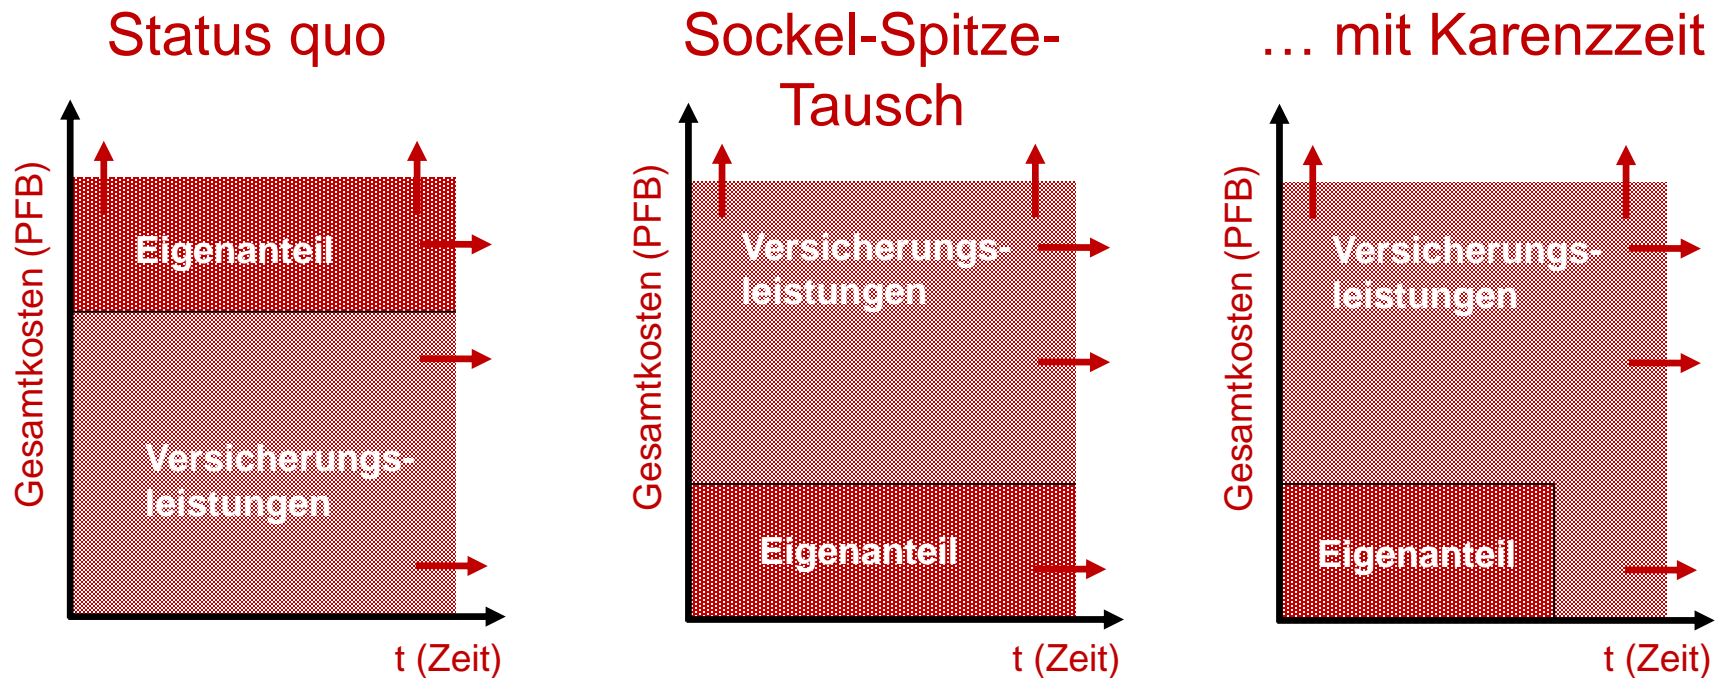 Status quo
Gesamtkosten (PFB)
Eigenanteil
Versicherungs-
leistungen
t (Zeit)
Sockel-Spitze-
Tausch
Gesamtkosten (PFB)
Versicherungs-
leistungen
Eigenanteil
t (Zeit)
… mit Karenzzeit
Gesamtkosten (PFB)
Versicherungs-
leistungen
Eigenanteil
t (Zeit)